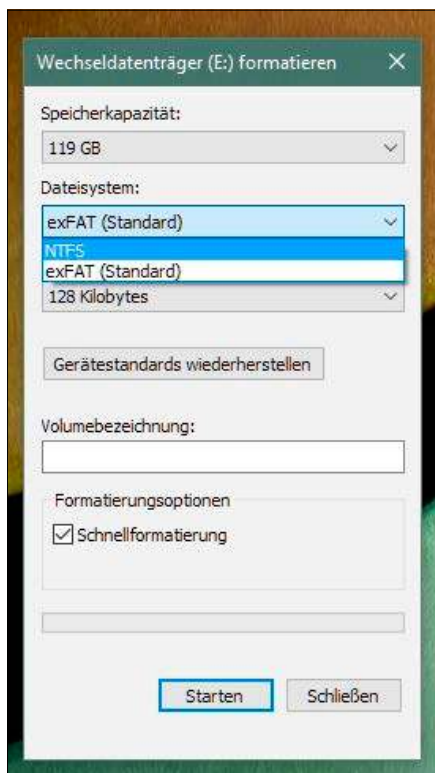 Wechseldatenträger (E:) formatieren
Speicherkapazität:
119 GB
Dateisystem:
exFAT (Standard)
NTFS
exFAT (Standard)
128 Kilobytes
Gerätestandards wiederherstellen
Volumebezeichnung:
Formatierungsoptionen
Schnellformatierung
Starten Schließen